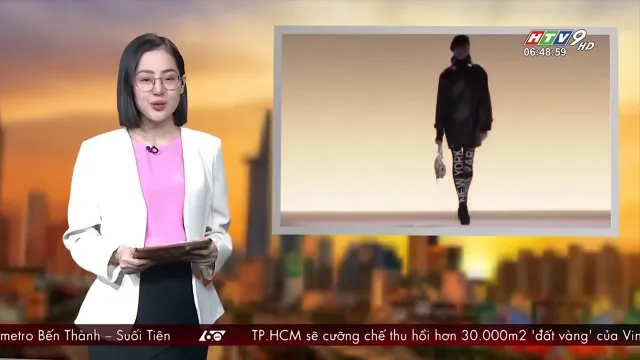 HTV9 HD
06:48:59
NEW YORK
metro Bến Thành – Suối Tiên
60
TP.HCM sẽ cưỡng chế thu hồi hơn 30.000m2 'đất vàng' của